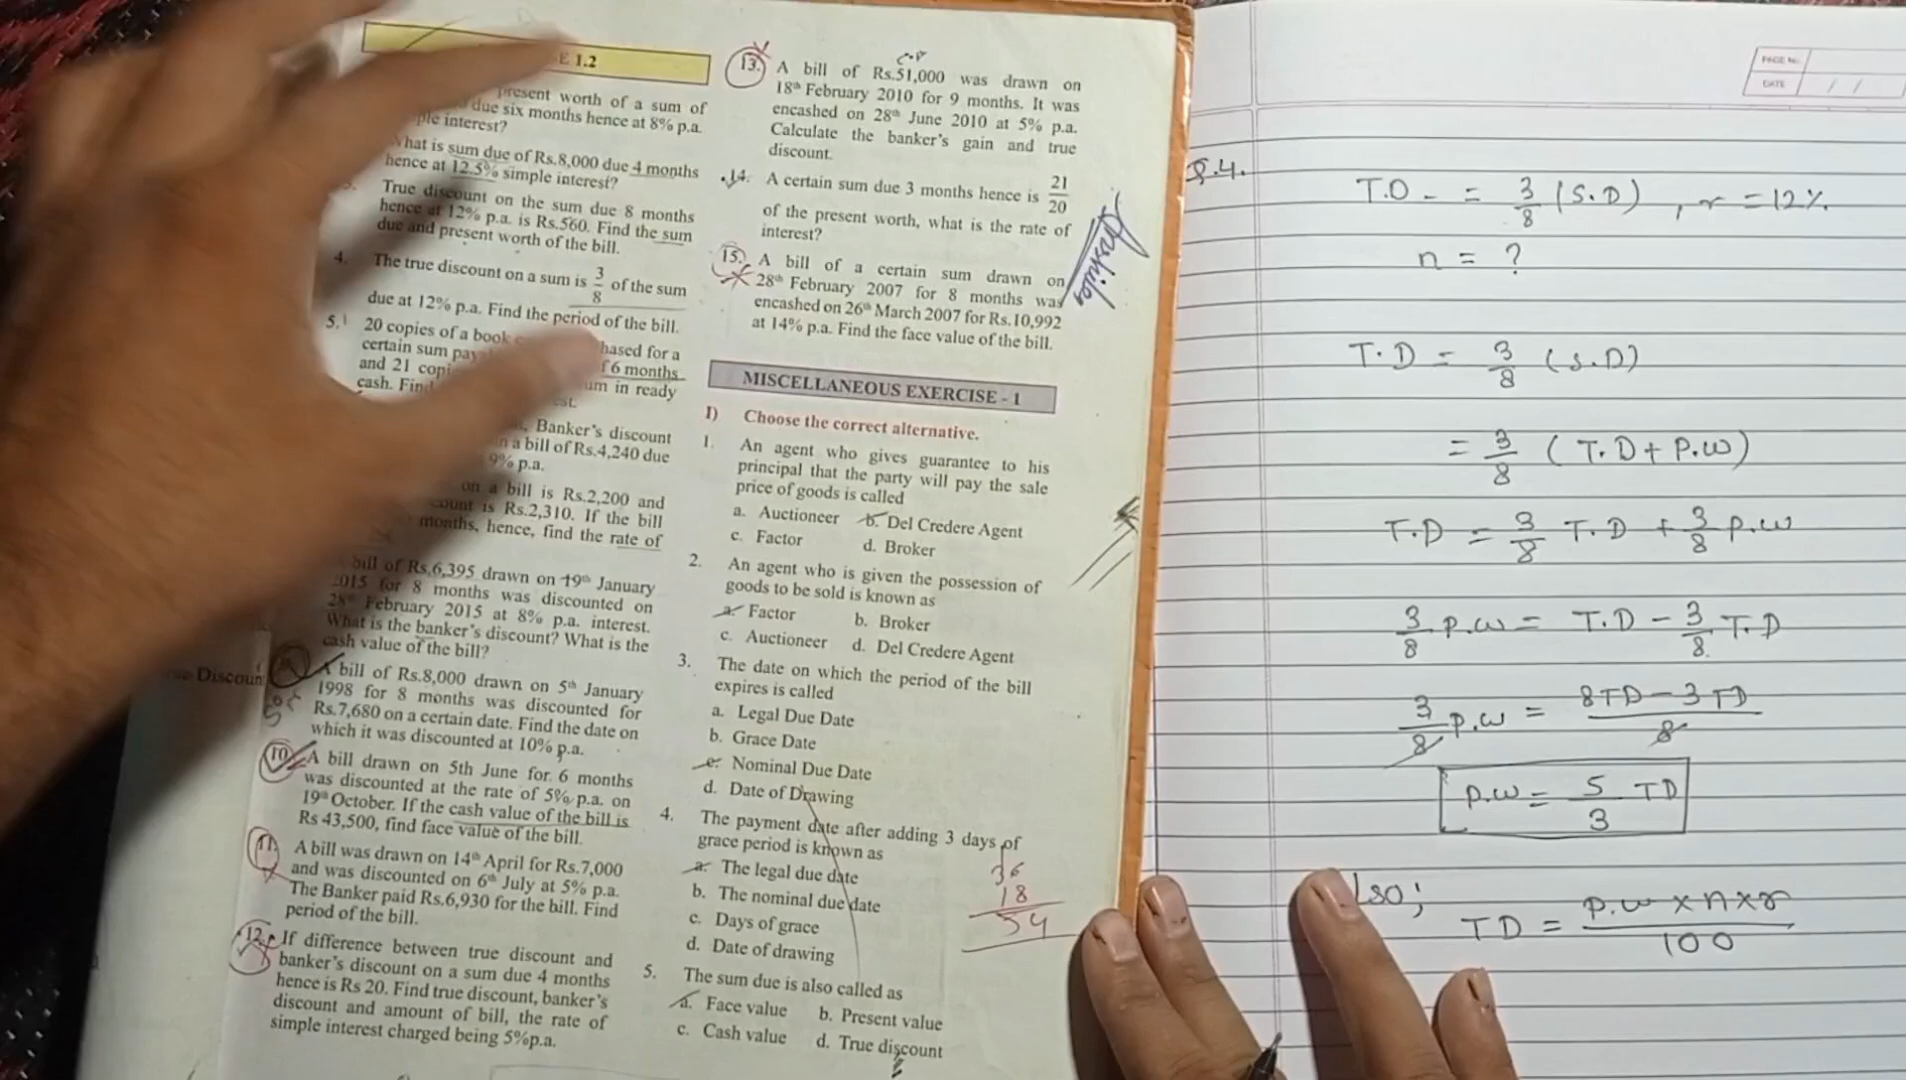 E 1.2
present worth of a sum of
due six months hence at 8% p.a.
ple interest?
hat is sum due of Rs.8,000 due 4 months
hence at 12.5% simple interest?
True discount on the sum due 8 months
hence at 12% p.a. is Rs.560. Find the sum
due and present worth of the bill.
4. The true discount on a sum is 3/8 of the sum
due at 12% p.a. Find the period of the bill.
5. 20 copies of a book hased for a
certain sum pay f 6 months
and 21 copi um in ready
cash. Find est.
Banker's discount
n a bill of Rs.4,240 due
9% p.a.
on a bill is Rs.2,200 and
count is Rs.2,310. If the bill
months, hence, find the rate of
bill of Rs.6,395 drawn on 19th January
2015 for 8 months was discounted on
28th February 2015 at 8% p.a. interest.
What is the banker's discount? What is the
cash value of the bill?
A bill of Rs.8,000 drawn on 5th January
1998 for 8 months was discounted for
Rs.7,680 on a certain date. Find the date on
which it was discounted at 10% p.a.
10. A bill drawn on 5th June for 6 months
was discounted at the rate of 5% p.a. on
19th October. If the cash value of the bill is
Rs 43,500, find face value of the bill.
11. A bill was drawn on 14th April for Rs.7,000
and was discounted on 6th July at 5% p.a.
The Banker paid Rs.6,930 for the bill. Find
period of the bill.
12. If difference between true discount and
banker's discount on a sum due 4 months
hence is Rs 20. Find true discount, banker's
discount and amount of bill, the rate of
simple interest charged being 5%p.a.
Discoun
13. A bill of Rs.51,000 was drawn on
18th February 2010 for 9 months. It was
encashed on 28th June 2010 at 5% p.a.
Calculate the banker's gain and true
discount.
14. A certain sum due 3 months hence is 21/20
of the present worth, what is the rate of
interest?
15. A bill of a certain sum drawn on
28th February 2007 for 8 months was
encashed on 26th March 2007 for Rs.10,992
at 14% p.a. Find the face value of the bill.
MISCELLANEOUS EXERCISE - 1
I) Choose the correct alternative.
1. An agent who gives guarantee to his
principal that the party will pay the sale
price of goods is called
a. Auctioneer b. Del Credere Agent
c. Factor d. Broker
2. An agent who is given the possession of
goods to be sold is known as
a. Factor b. Broker
c. Auctioneer d. Del Credere Agent
3. The date on which the period of the bill
expires is called
a. Legal Due Date
b. Grace Date
c. Nominal Due Date
d. Date of Drawing
4. The payment date after adding 3 days of
grace period is known as
a. The legal due date
b. The nominal due date
c. Days of grace
d. Date of drawing
5. The sum due is also called as
a. Face value b. Present value
c. Cash value d. True discount
36
18
54
PAGE No.
DATE / /
Q.4.
T.D. = 3/8 (S.D), r = 12%.
n = ?
T.D = 3/8 (S.D)
= 3/8 (T.D + P.W)
T.D = 3/8 T.D + 3/8 P.W
3/8 P.W = T.D - 3/8 T.D
3/8 P.W = 8TD - 3TD/8
P.W = 5/3 TD
lso;
TD = P.W x n x r/100